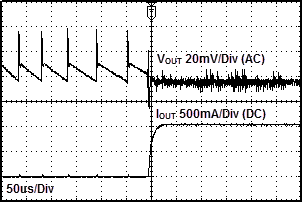 VOUT 20mV/Div (AC)
IOUT 500mA/Div (DC)
50us/Div